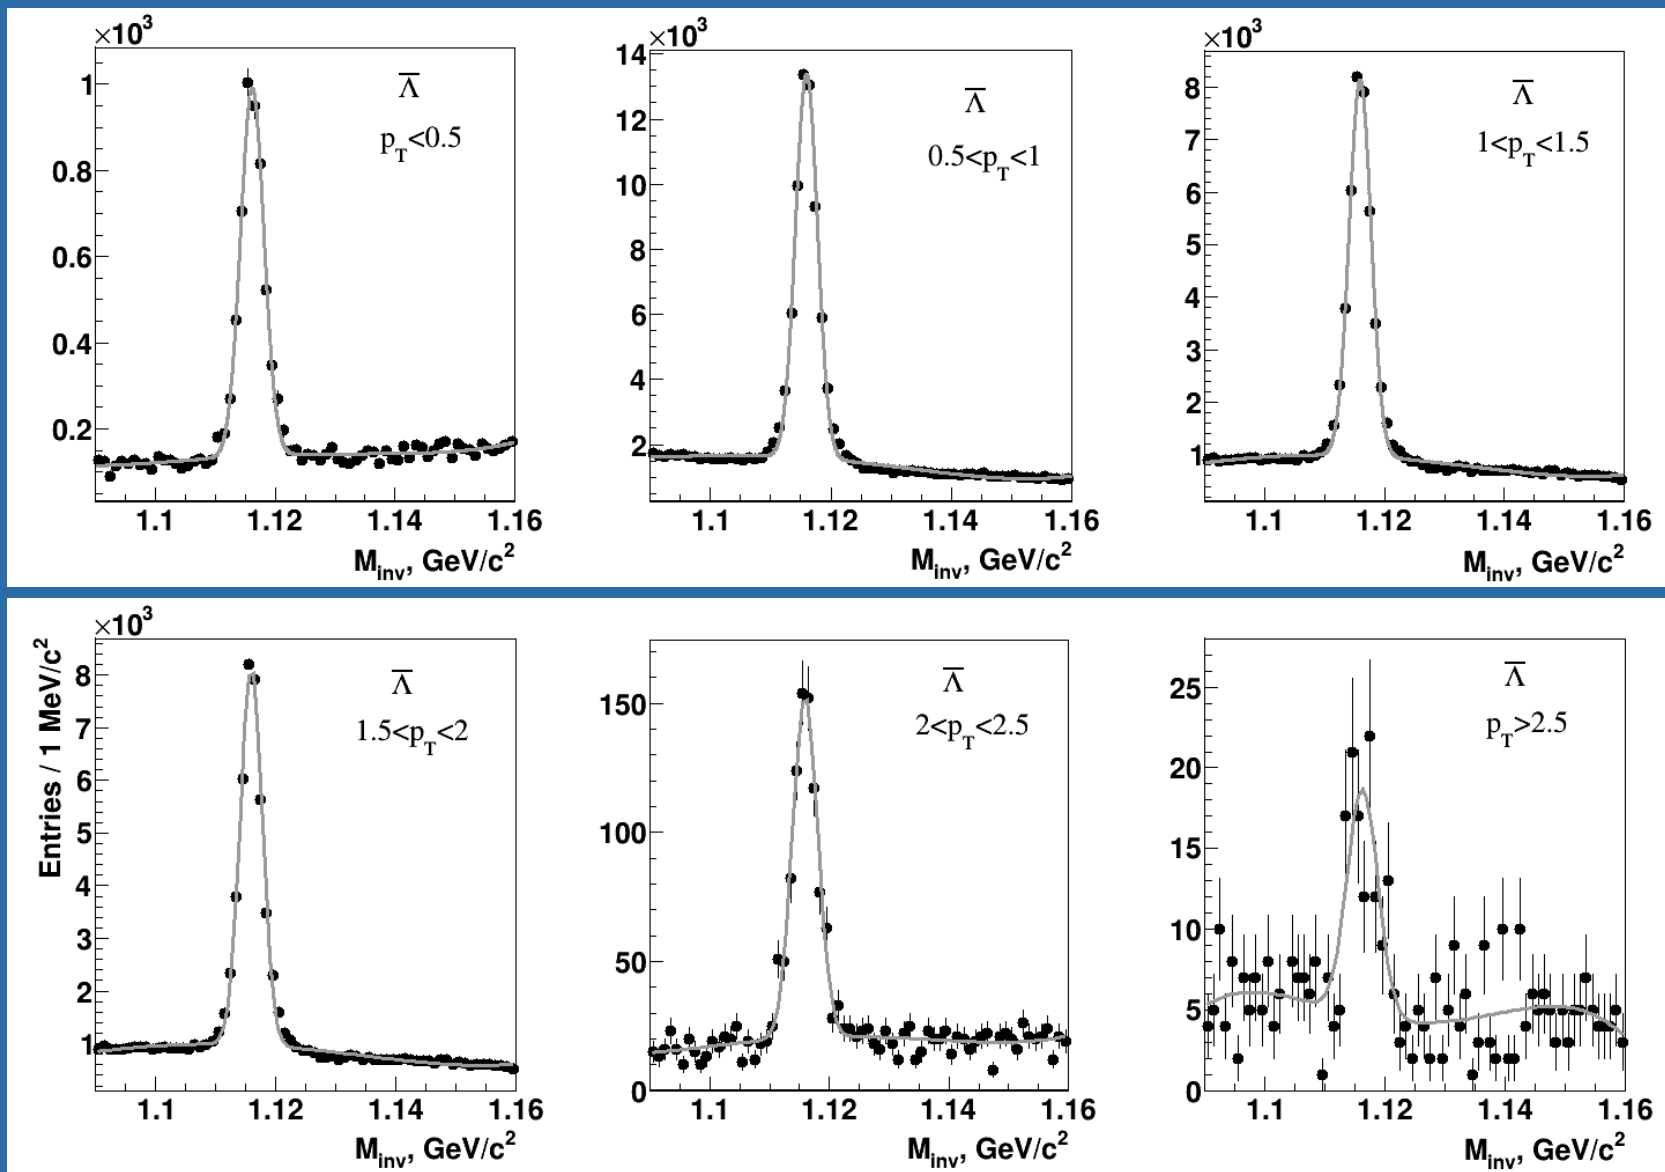 ×10³
Λ̅
p_T<0.5
1
0.8
0.6
0.4
0.2
1.1 1.12 1.14 1.16
M_inv, GeV/c²
×10³
Λ̅
0.5<p_T<1
14
12
10
8
6
4
2
1.1 1.12 1.14 1.16
M_inv, GeV/c²
×10³
Λ̅
1<p_T<1.5
8
7
6
5
4
3
2
1
1.1 1.12 1.14 1.16
M_inv, GeV/c²
×10³
Entries / 1 MeV/c²
Λ̅
1.5<p_T<2
8
7
6
5
4
3
2
1
1.1 1.12 1.14 1.16
M_inv, GeV/c²
Λ̅
2<p_T<2.5
150
100
50
0
1.1 1.12 1.14 1.16
M_inv, GeV/c²
Λ̅
p_T>2.5
25
20
15
10
5
0
1.1 1.12 1.14 1.16
M_inv, GeV/c²